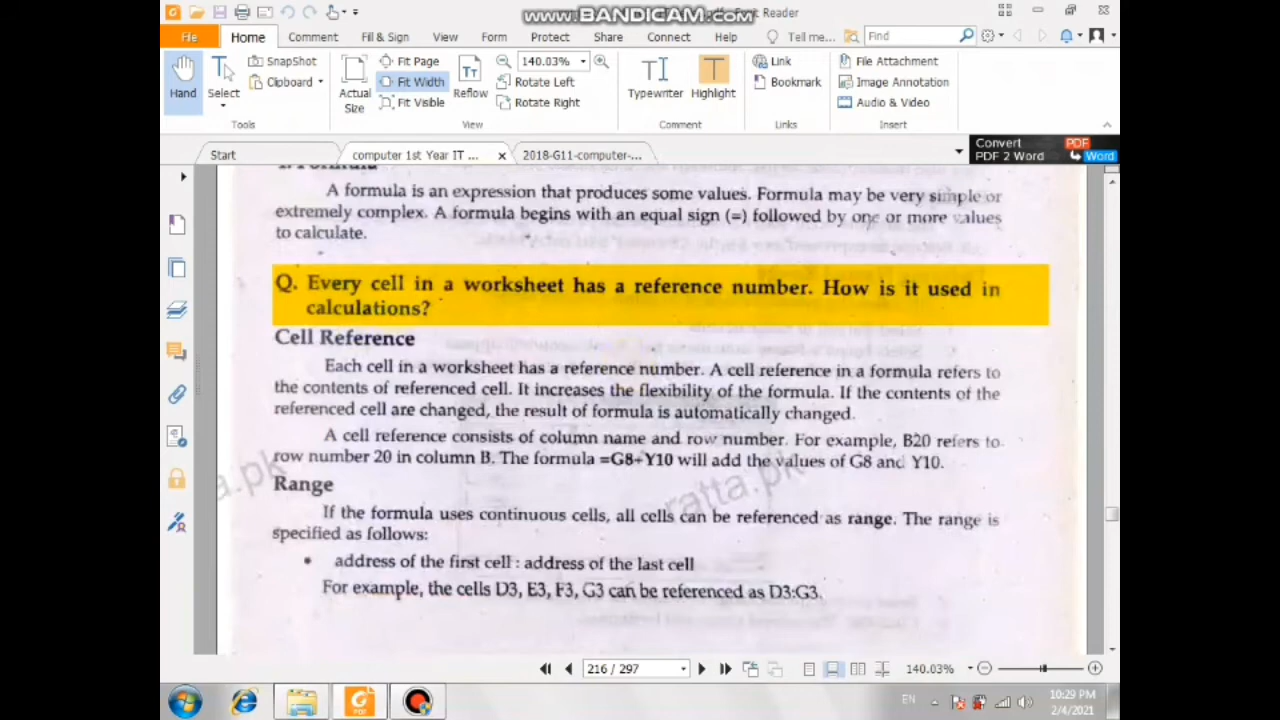 www.BANDICAM.com
Reader
File
Home
Comment
Fill & Sign
View
Form
Protect
Share
Connect
Help
Tell me...
Find
Hand
Select
SnapShot
Clipboard
Tools
Actual
Size
Fit Page
Fit Width
Fit Visible
Reflow
140.03%
Rotate Left
Rotate Right
View
Typewriter
Highlight
Comment
Link
Bookmark
Links
File Attachment
Image Annotation
Audio & Video
Insert
Start
computer 1st Year IT ...
2018-G11-computer-...
Convert
PDF 2 Word
PDF
Word
A formula is an expression that produces some values. Formula may be very simple or
extremely complex. A formula begins with an equal sign (=) followed by one or more values
to calculate.
Q. Every cell in a worksheet has a reference number. How is it used in
calculations?
Cell Reference
Each cell in a worksheet has a reference number. A cell reference in a formula refers to
the contents of referenced cell. It increases the flexibility of the formula. If the contents of the
referenced cell are changed, the result of formula is automatically changed.
A cell reference consists of column name and row number. For example, B20 refers to
row number 20 in column B. The formula =G8+Y10 will add the values of G8 and Y10.
a.pk
ratta.pk
Range
If the formula uses continuous cells, all cells can be referenced as range. The range is
specified as follows:
• address of the first cell : address of the last cell
For example, the cells D3, E3, F3, G3 can be referenced as D3:G3.
216 / 297
140.03%
EN
10:29 PM
2/4/2021